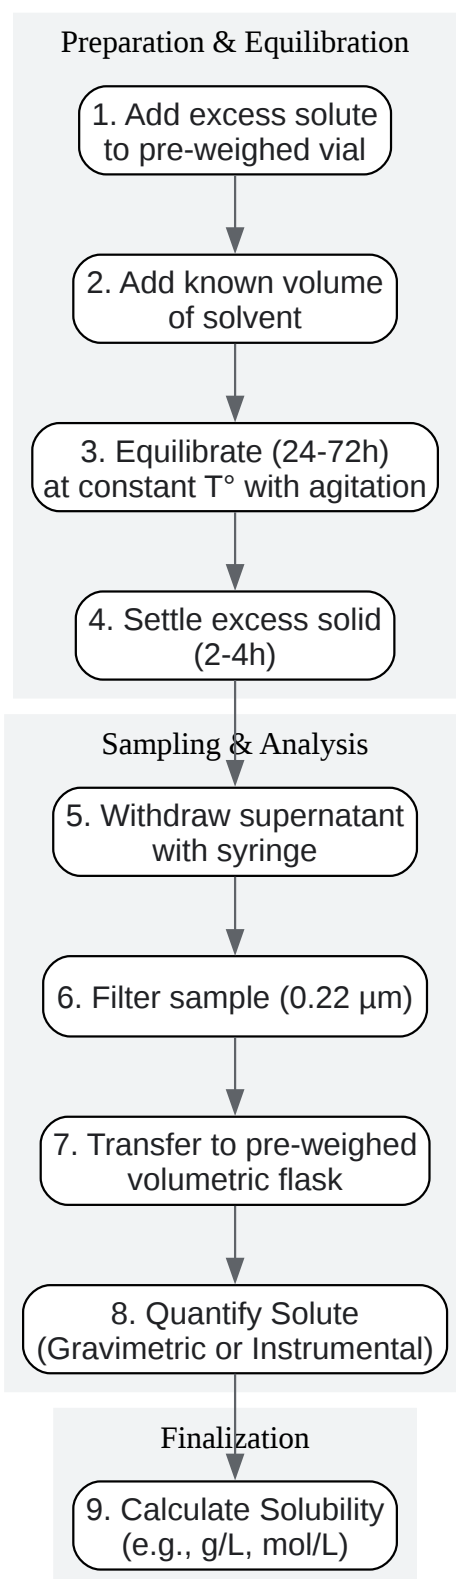 Preparation & Equilibration
1. Add excess solute
to pre-weighed vial
2. Add known volume
of solvent
3. Equilibrate (24-72h)
at constant T° with agitation
4. Settle excess solid
(2-4h)
Sampling & Analysis
5. Withdraw supernatant
with syringe
6. Filter sample (0.22 µm)
7. Transfer to pre-weighed
volumetric flask
8. Quantify Solute
(Gravimetric or Instrumental)
Finalization
9. Calculate Solubility
(e.g., g/L, mol/L)